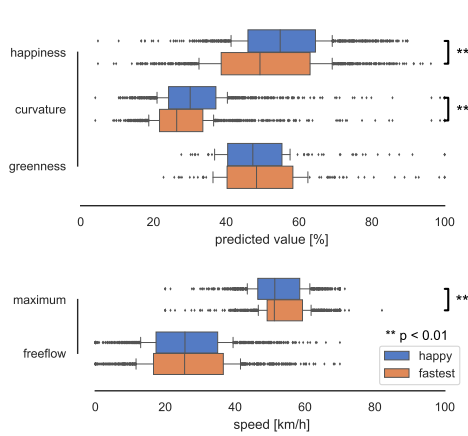 happiness
**
curvature
**
greenness
0 20 40 60 80 100
predicted value [%]
maximum
**
freeflow
** p < 0.01
happy
fastest
0 20 40 60 80 100
speed [km/h]